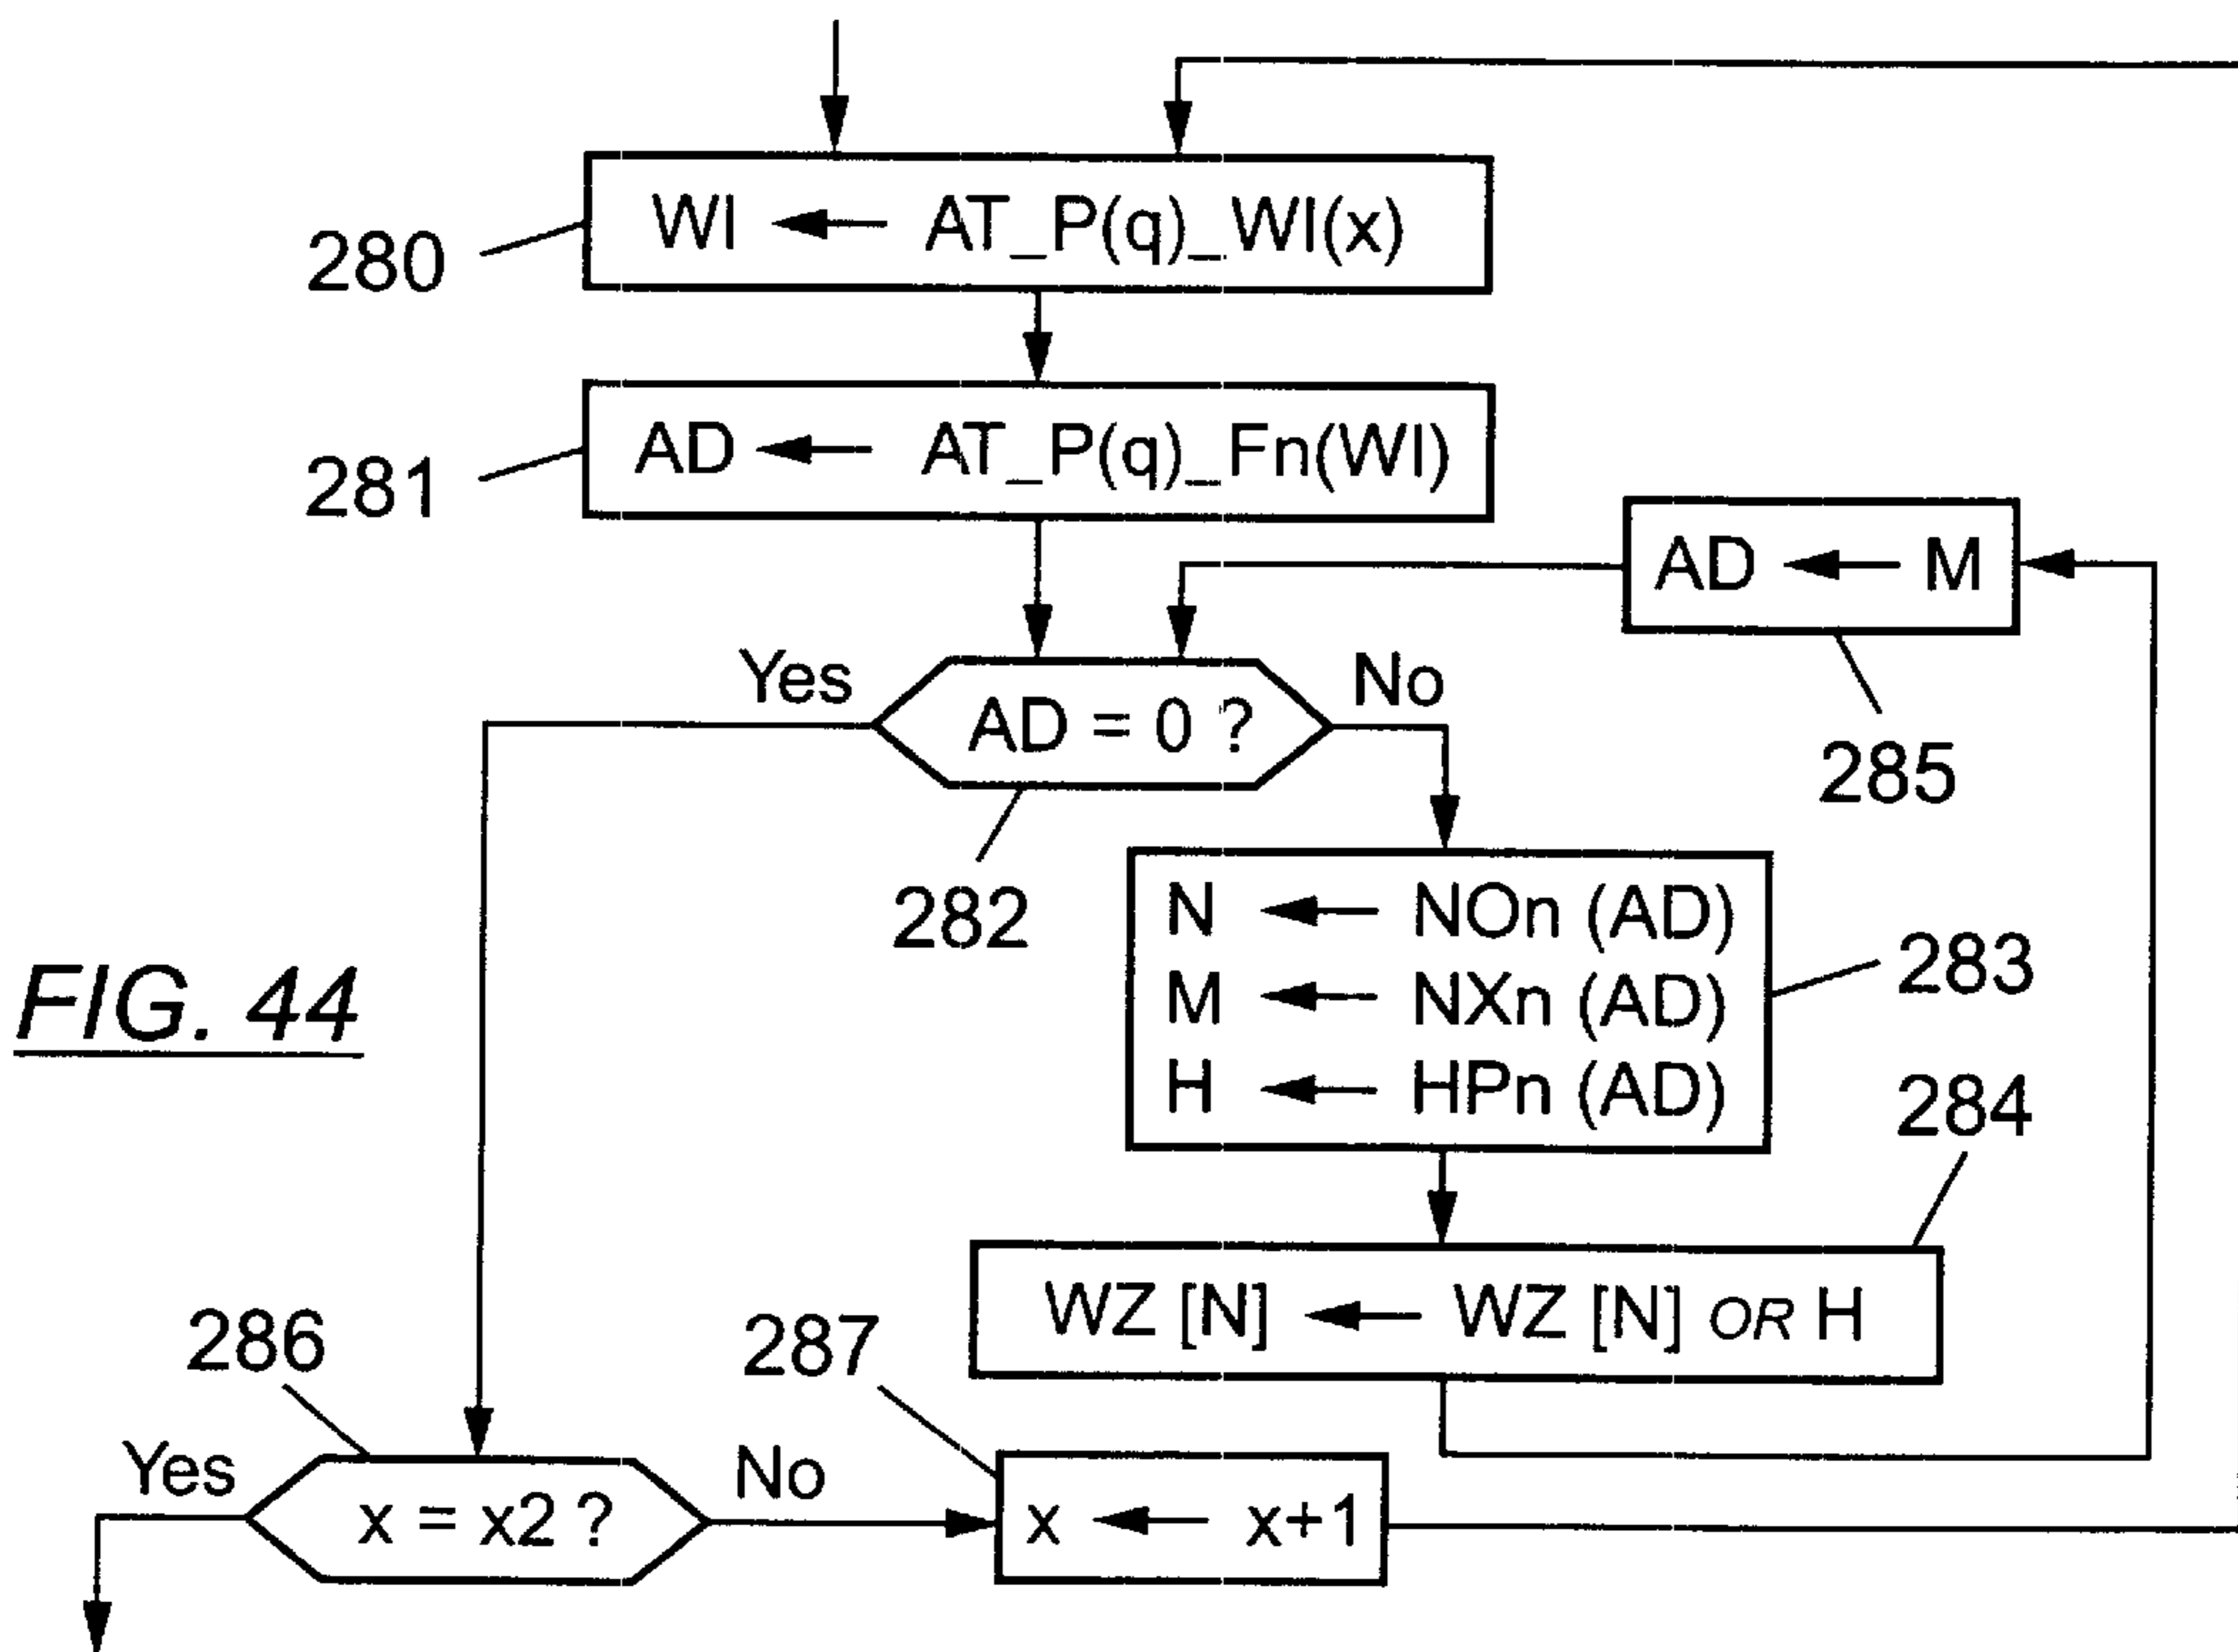 WI ← AT_P(q)_WI(x)
280
AD ← AT_P(q)_Fn(WI)
281
AD ← M
285
Yes
No
AD = 0 ?
282
N ← NOn (AD)
M ← NXn (AD)
H ← HPn (AD)
283
FIG. 44
284
WZ [N] ← WZ [N] OR H
286
287
Yes
No
x = x2 ?
x ← x+1